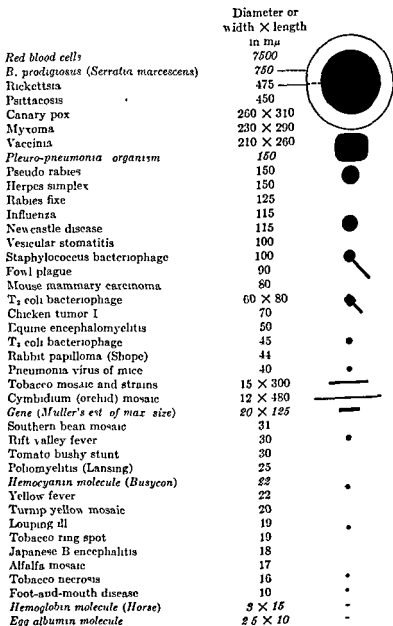 Diameter or
width × length
in mμ
Red blood cells 7500
B. prodigiosus (Serratia marcescens) 750
Rickettsia 475
Psittacosis 450
Canary pox 260 × 310
Myxoma 230 × 290
Vaccinia 210 × 260
Pleuro-pneumonia organism 150
Pseudo rabies 150
Herpes simplex 150
Rabies fixe 125
Influenza 115
Newcastle disease 115
Vesicular stomatitis 100
Staphylococcus bacteriophage 100
Fowl plague 90
Mouse mammary carcinoma 80
T₂ coli bacteriophage 60 × 80
Chicken tumor I 70
Equine encephalomyelitis 50
T₃ coli bacteriophage 45
Rabbit papilloma (Shope) 44
Pneumonia virus of mice 40
Tobacco mosaic and strains 15 × 300
Cymbidium (orchid) mosaic 12 × 480
Gene (Muller's est of max size) 20 × 125
Southern bean mosaic 31
Rift valley fever 30
Tomato bushy stunt 30
Poliomyelitis (Lansing) 25
Hemocyanin molecule (Busycon) 22
Yellow fever 22
Turnip yellow mosaic 20
Louping ill 19
Tobacco ring spot 19
Japanese B encephalitis 18
Alfalfa mosaic 17
Tobacco necrosis 16
Foot-and-mouth disease 10
Hemoglobin molecule (Horse) 3 × 15
Egg albumin molecule 2 5 × 10